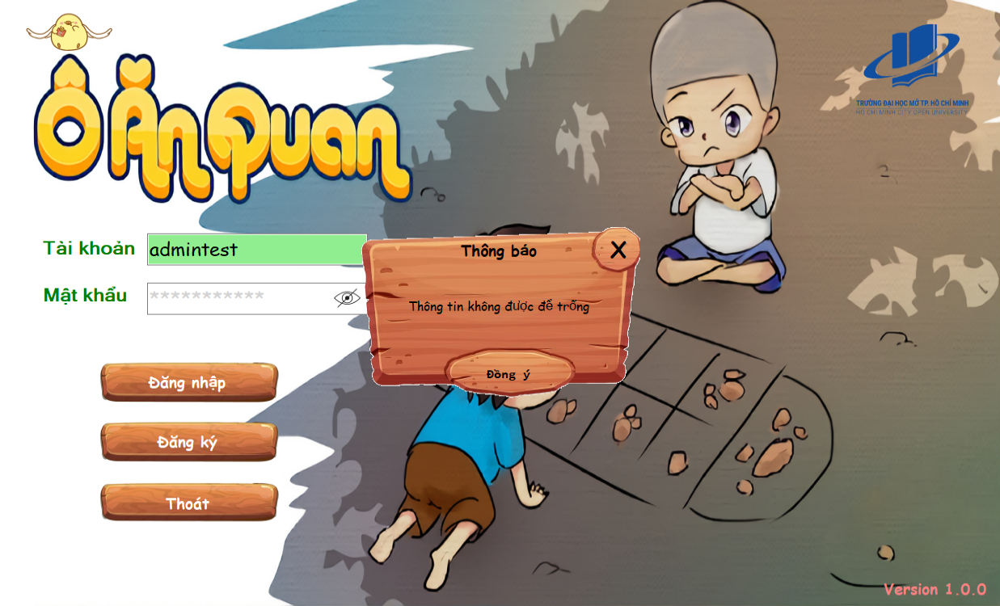 Ô Ăn Quan
TRƯỜNG ĐẠI HỌC MỞ TP. HỒ CHÍ MINH
HO CHI MINH CITY OPEN UNIVERSITY
Tài khoản
admintest
Mật khẩu
***********
Thông báo
X
Thông tin không được để trống
Đồng ý
Đăng nhập
Đăng ký
Thoát
Version 1.0.0